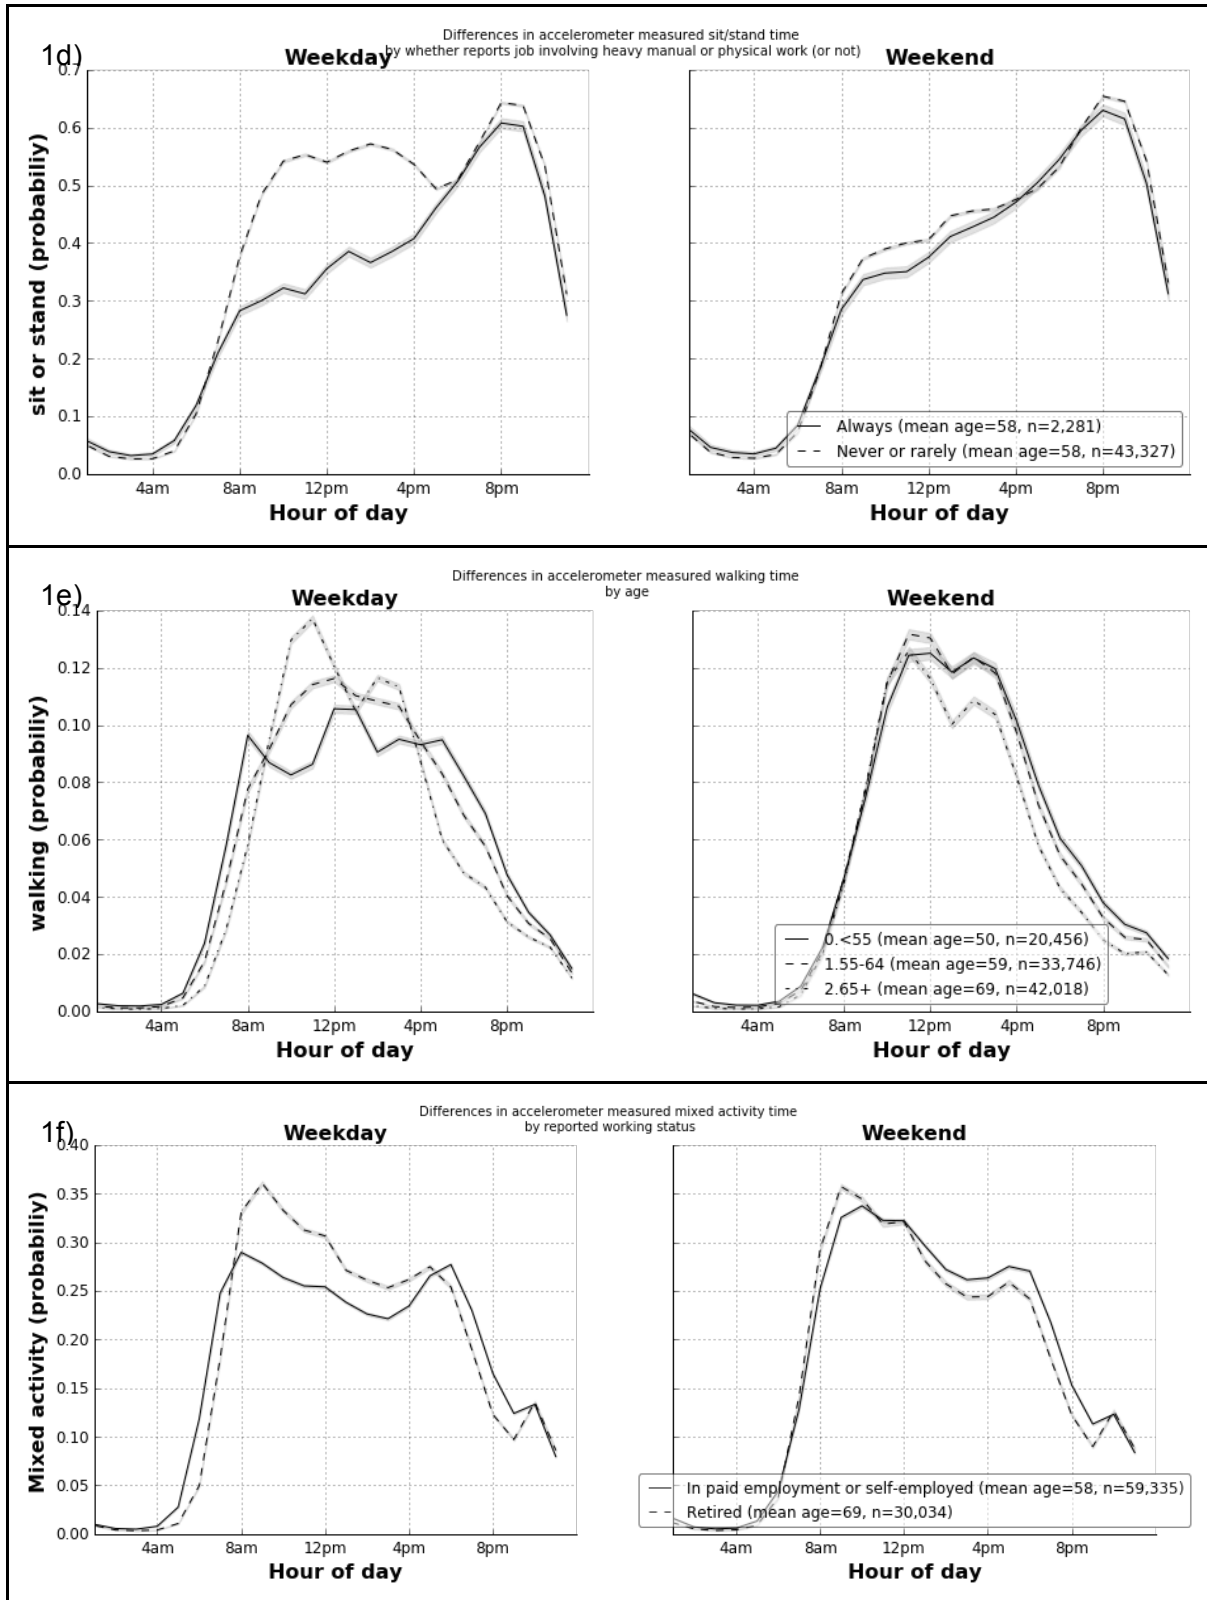 Differences in accelerometer measured sit/stand time
by whether reports job involving heavy manual or physical work (or not)
1d)
Weekday
Weekend
0.7
0.6
0.5
0.4
0.3
0.2
0.1
0.0
sit or stand (probabiliy)
Always (mean age=58, n=2,281)
Never or rarely (mean age=58, n=43,327)
4am 8am 12pm 4pm 8pm
4am 8am 12pm 4pm 8pm
Hour of day
Hour of day
Differences in accelerometer measured walking time
by age
1e)
Weekday
Weekend
0.14
0.12
0.10
0.08
0.06
0.04
0.02
0.00
walking (probabiliy)
0.<55 (mean age=50, n=20,456)
1.55-64 (mean age=59, n=33,746)
2.65+ (mean age=69, n=42,018)
4am 8am 12pm 4pm 8pm
4am 8am 12pm 4pm 8pm
Hour of day
Hour of day
Differences in accelerometer measured mixed activity time
by reported working status
1f)
Weekday
Weekend
0.40
0.35
0.30
0.25
0.20
0.15
0.10
0.05
0.00
Mixed activity (probabiliy)
In paid employment or self-employed (mean age=58, n=59,335)
Retired (mean age=69, n=30,034)
4am 8am 12pm 4pm 8pm
4am 8am 12pm 4pm 8pm
Hour of day
Hour of day